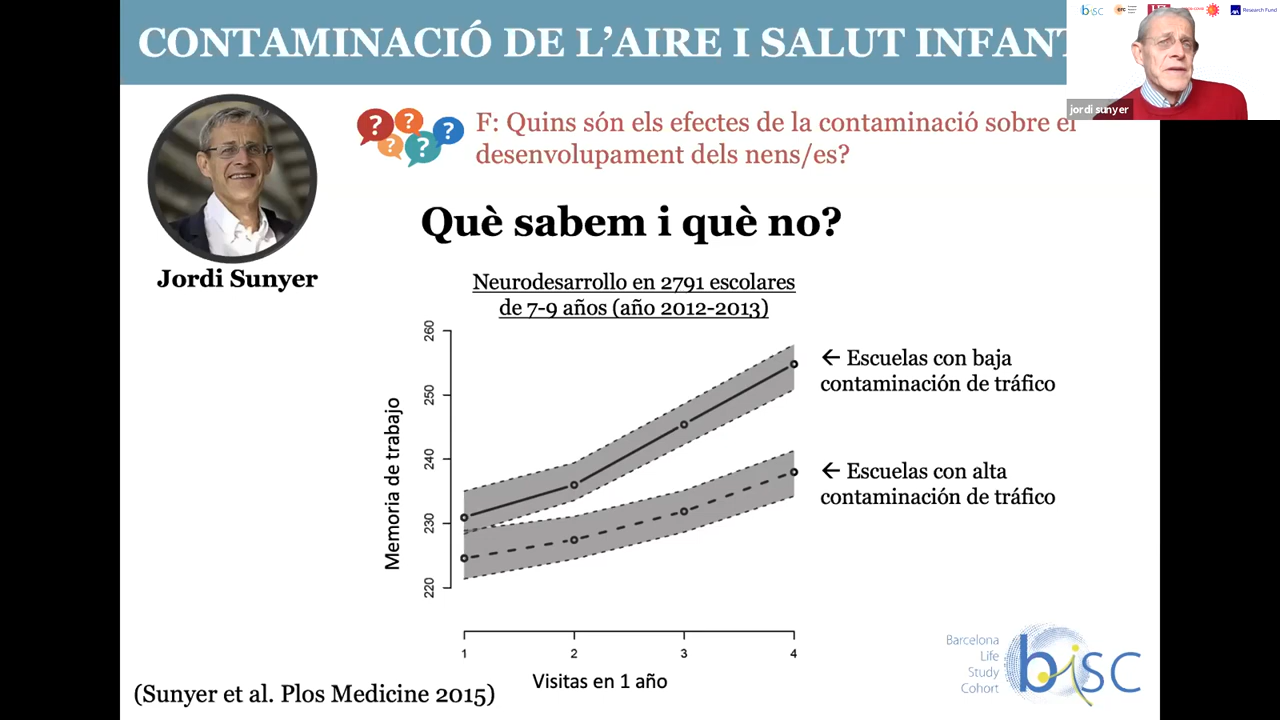 CONTAMINACIÓ DE L'AIRE I SALUT INFANT
bisc
erc
Research Fund
jordi sunyer
F: Quins són els efectes de la contaminació sobre el
desenvolupament dels nens/es?
Què sabem i què no?
Jordi Sunyer
Neurodesarrollo en 2791 escolares
de 7-9 años (año 2012-2013)
Memoria de trabajo
260
250
240
230
220
← Escuelas con baja
contaminación de tráfico
← Escuelas con alta
contaminación de tráfico
1 2 3 4
Visitas en 1 año
(Sunyer et al. Plos Medicine 2015)
Barcelona
Life
Study
Cohort
biSC